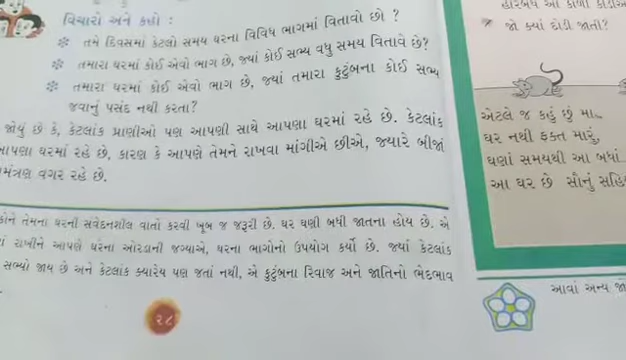 વિચારો અને કહો :
તમે દિવસમાં કેટલો સમય ઘરના વિવિધ ભાગમાં વિતાવો છો ?
તમારા ઘરમાં કોઈ એવો ભાગ છે, જ્યાં કોઈ સભ્ય વધુ સમય વિતાવે છે?
તમારા ઘરમાં કોઈ એવો ભાગ છે, જ્યાં તમારા કુટુંબના કોઈ સભ્ય
જવાનું પસંદ નથી કરતા?
જોયું છે કે, કેટલાંક પ્રાણીઓ પણ આપણી સાથે આપણા ઘરમાં રહે છે. કેટલાંક
આપણા ઘરમાં રહે છે, કારણ કે આપણે તેમને રાખવા માંગીએ છીએ, જ્યારે બીજાં
વગર રહે છે.
તેમના ઘરની સંવેદનશીલ વાતો કરવી ખૂબ જ જરૂરી છે. ઘર ઘણી બધી જાતના હોય છે. એ
રાખીને આપણે ઘરના ઓરડાની જગ્યાએ, ઘરના ભાગોનો ઉપયોગ કર્યો છે. જ્યાં કેટલાંક
સભ્યો જાય છે અને કેટલાંક ક્યારેય પણ જતાં નથી, એ કુટુંબના રિવાજ અને જાતિનો ભેદભાવ
૨૮
જો ક્યાં દોડી જાતો?
એટલે જ કહું છું મા...
ઘર નથી ફક્ત મારું,
ઘણાં સમયથી આ બધાં
આ ઘર છે સૌનું
આવાં અન્ય